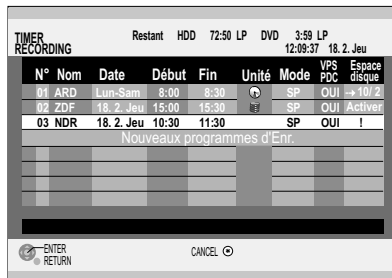 TIMER RECORDING
Restant HDD 72:50 LP DVD 3:59 LP
12:09:37 18. 2. Jeu
N° Nom Date Début Fin Unité Mode VPS PDC Espace disque
01 ARD Lun-Sam 8:00 8:30 SP OUI → 10/ 2
02 ZDF 18. 2. Jeu 15:00 15:30 SP OUI Activer
03 NDR 18. 2. Jeu 10:30 11:30 SP OUI !
Nouveaux programmes d'Enr.
ENTER CANCEL
RETURN